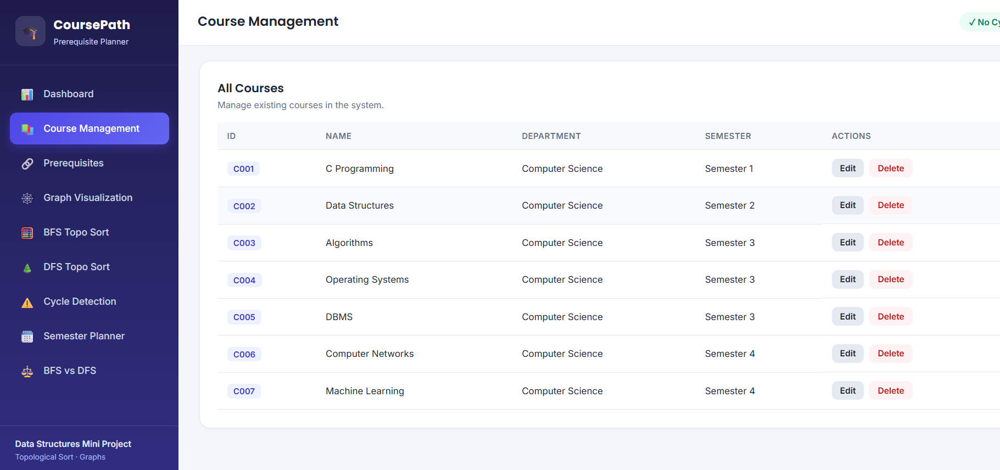 CoursePath
Prerequisite Planner
Dashboard
Course Management
Prerequisites
Graph Visualization
BFS Topo Sort
DFS Topo Sort
Cycle Detection
Semester Planner
BFS vs DFS
Data Structures Mini Project
Topological Sort · Graphs
Course Management
✓ No Cy
All Courses
Manage existing courses in the system.
ID NAME DEPARTMENT SEMESTER ACTIONS
C001 C Programming Computer Science Semester 1 Edit Delete
C002 Data Structures Computer Science Semester 2 Edit Delete
C003 Algorithms Computer Science Semester 3 Edit Delete
C004 Operating Systems Computer Science Semester 3 Edit Delete
C005 DBMS Computer Science Semester 3 Edit Delete
C006 Computer Networks Computer Science Semester 4 Edit Delete
C007 Machine Learning Computer Science Semester 4 Edit Delete